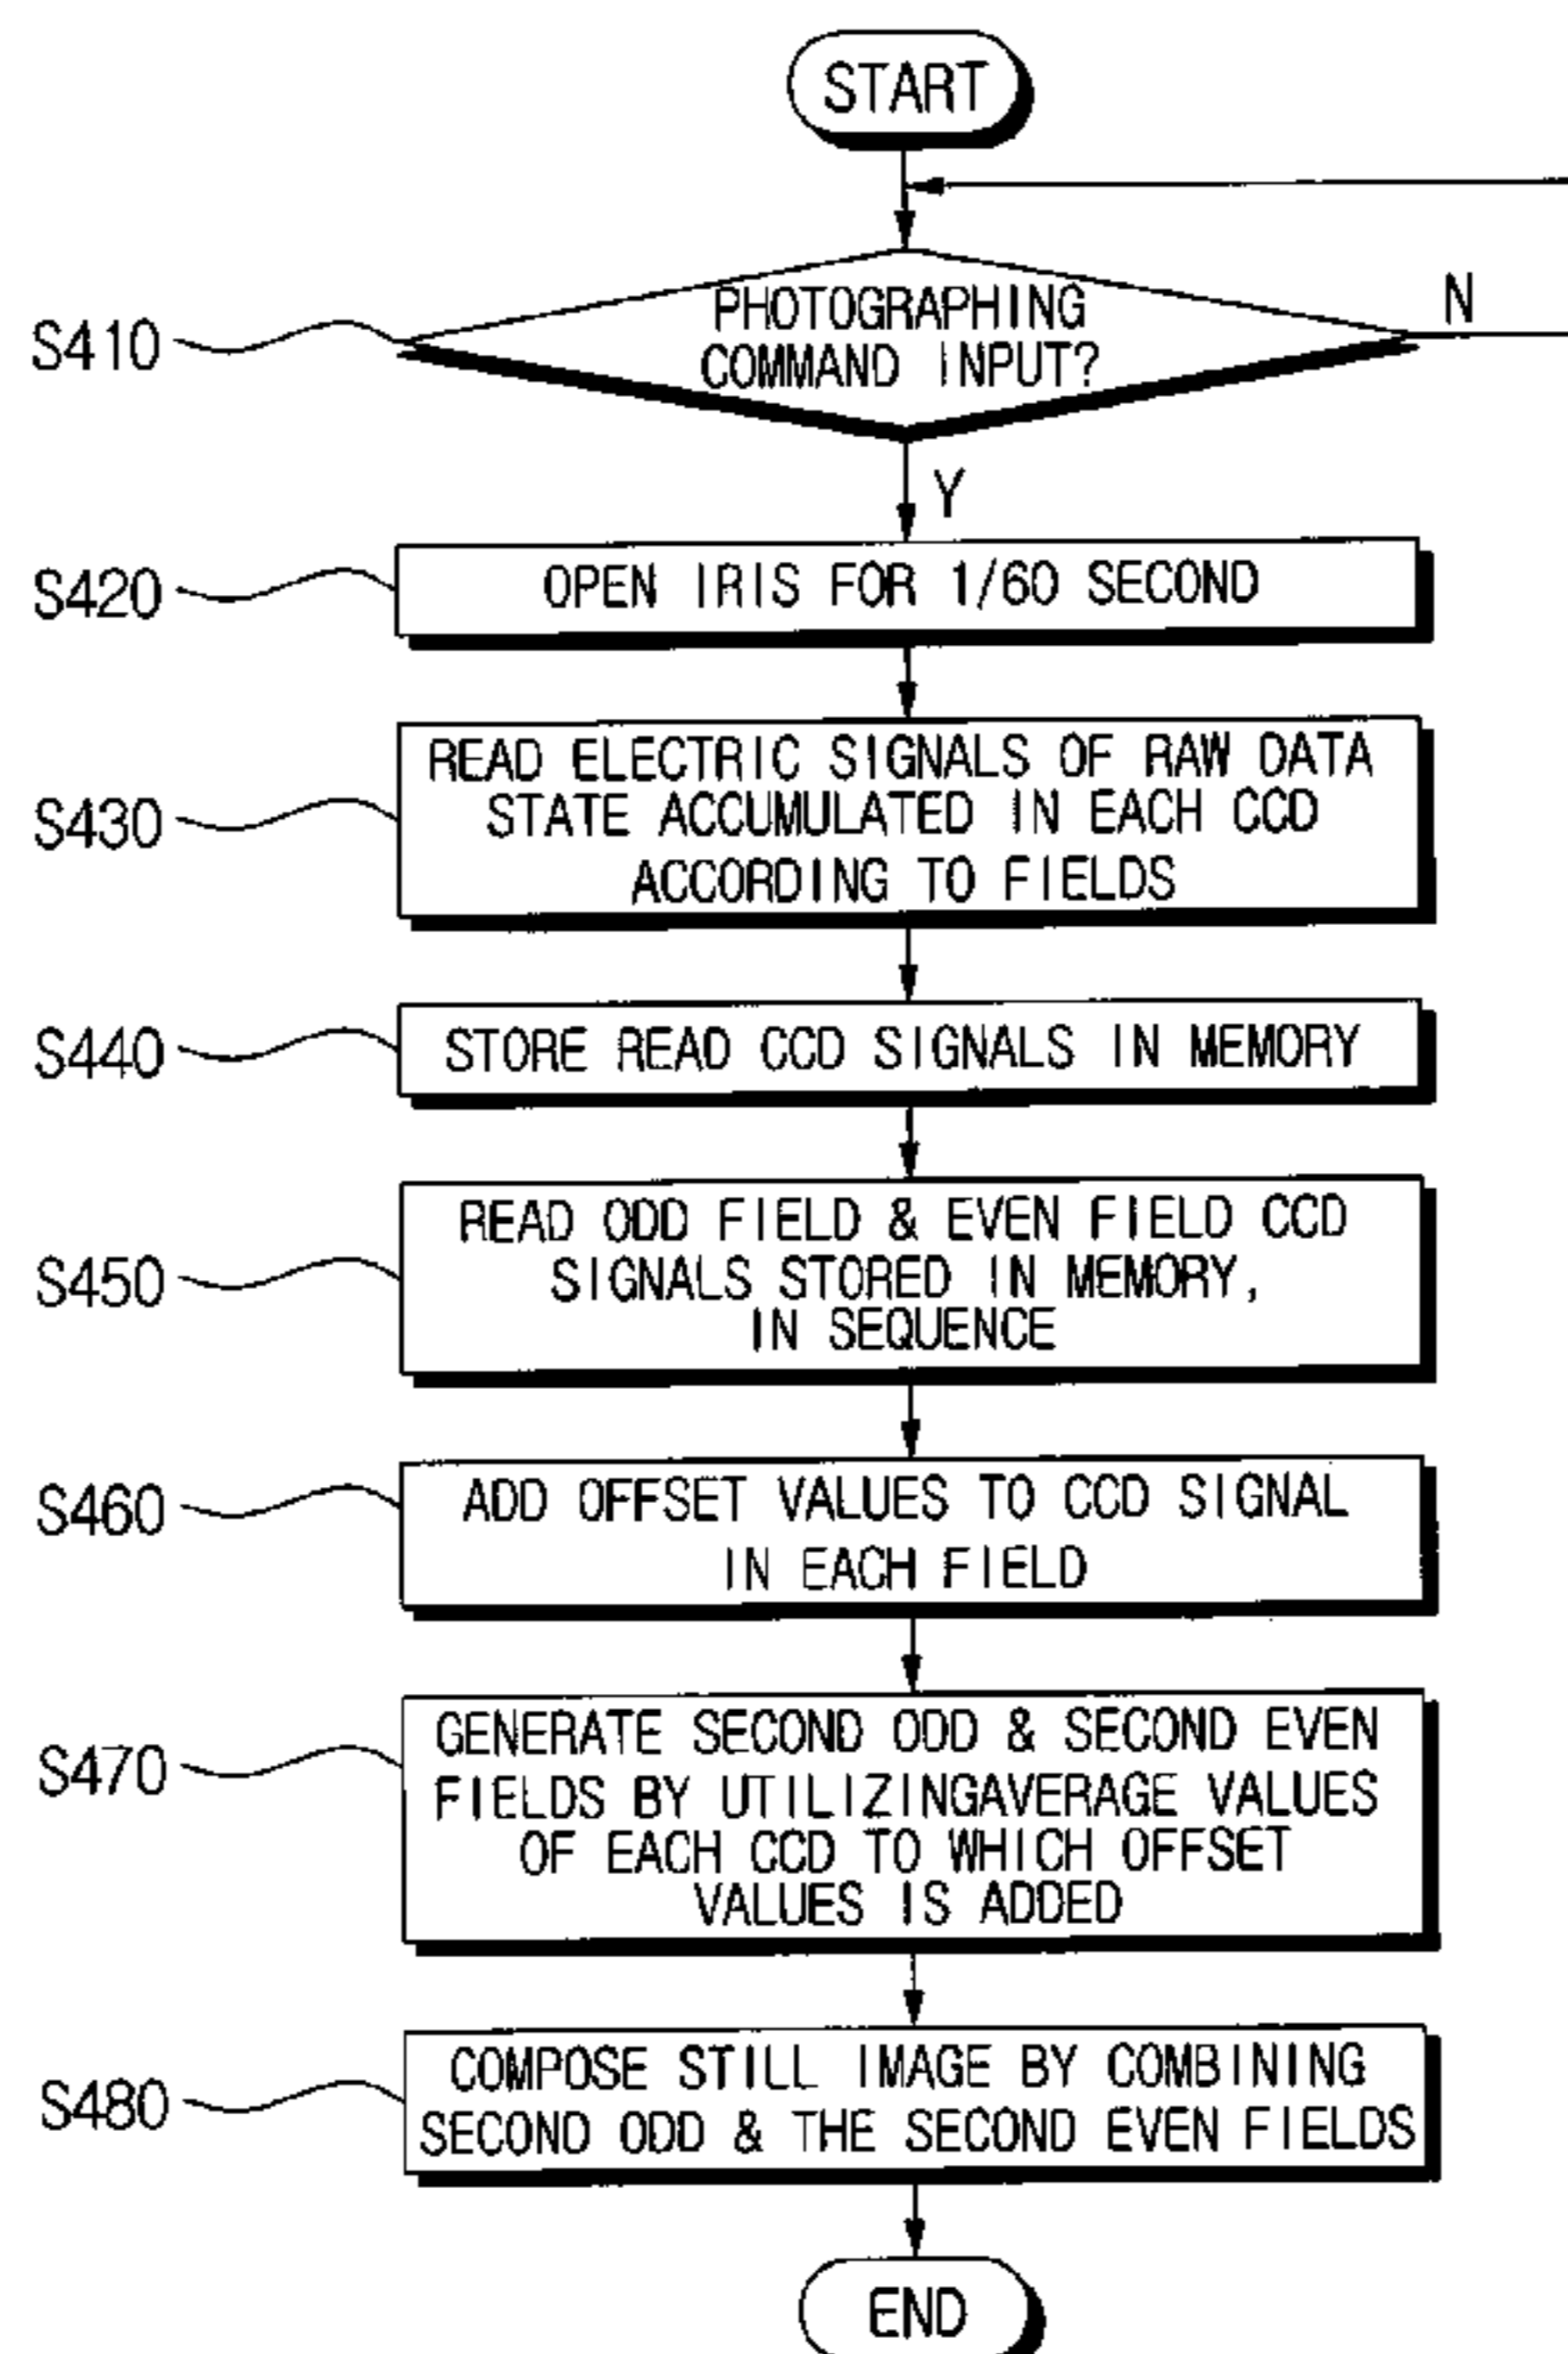 START
PHOTOGRAPHING
COMMAND INPUT?
N
S410
Y
S420
OPEN IRIS FOR 1/60 SECOND
S430
READ ELECTRIC SIGNALS OF RAW DATA
STATE ACCUMULATED IN EACH CCD
ACCORDING TO FIELDS
S440
STORE READ CCD SIGNALS IN MEMORY
S450
READ ODD FIELD & EVEN FIELD CCD
SIGNALS STORED IN MEMORY,
IN SEQUENCE
S460
ADD OFFSET VALUES TO CCD SIGNAL
IN EACH FIELD
S470
GENERATE SECOND ODD & SECOND EVEN
FIELDS BY UTILIZINGAVERAGE VALUES
OF EACH CCD TO WHICH OFFSET
VALUES IS ADDED
S480
COMPOSE STILL IMAGE BY COMBINING
SECOND ODD & THE SECOND EVEN FIELDS
END